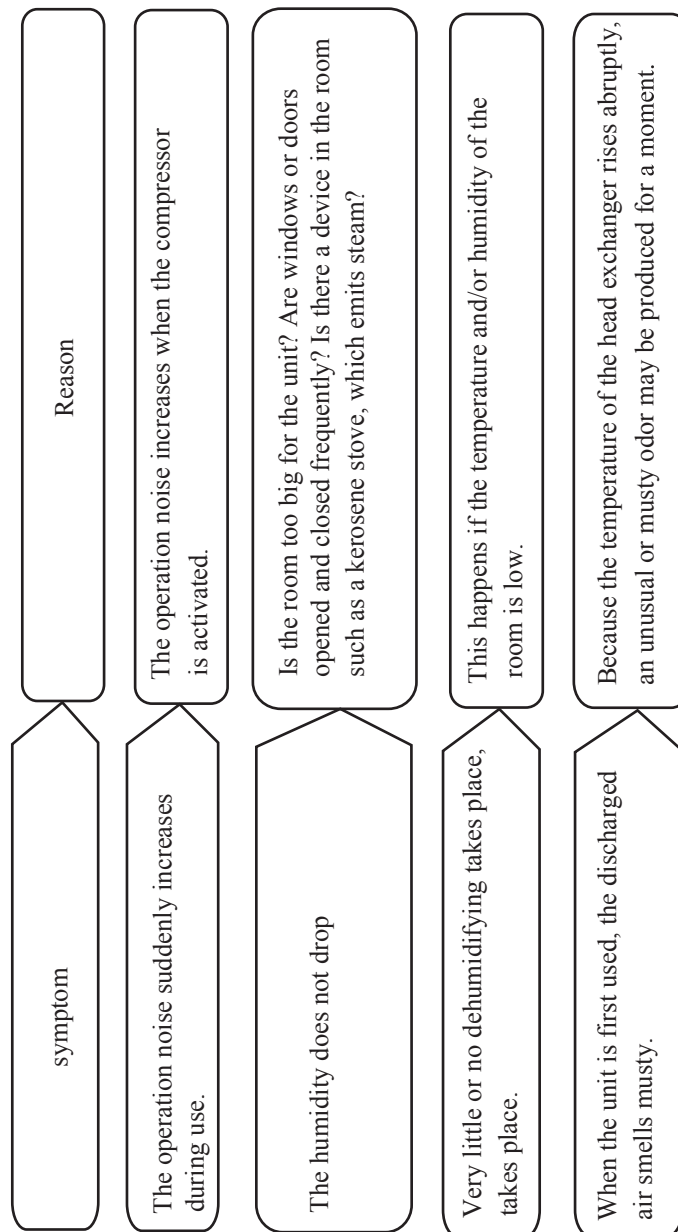 symptom
Reason
The operation noise suddenly increases
during use.
The operation noise increases when the compressor
is activated.
The humidity does not drop
Is the room too big for the unit? Are windows or doors
opened and closed frequently? Is there a device in the room
such as a kerosene stove, which emits steam?
Very little or no dehumidifying takes place,
takes place.
This happens if the temperature and/or humidity of the
room is low.
When the unit is first used, the discharged
air smells musty.
Because the temperature of the head exchanger rises abruptly,
an unusual or musty odor may be produced for a moment.